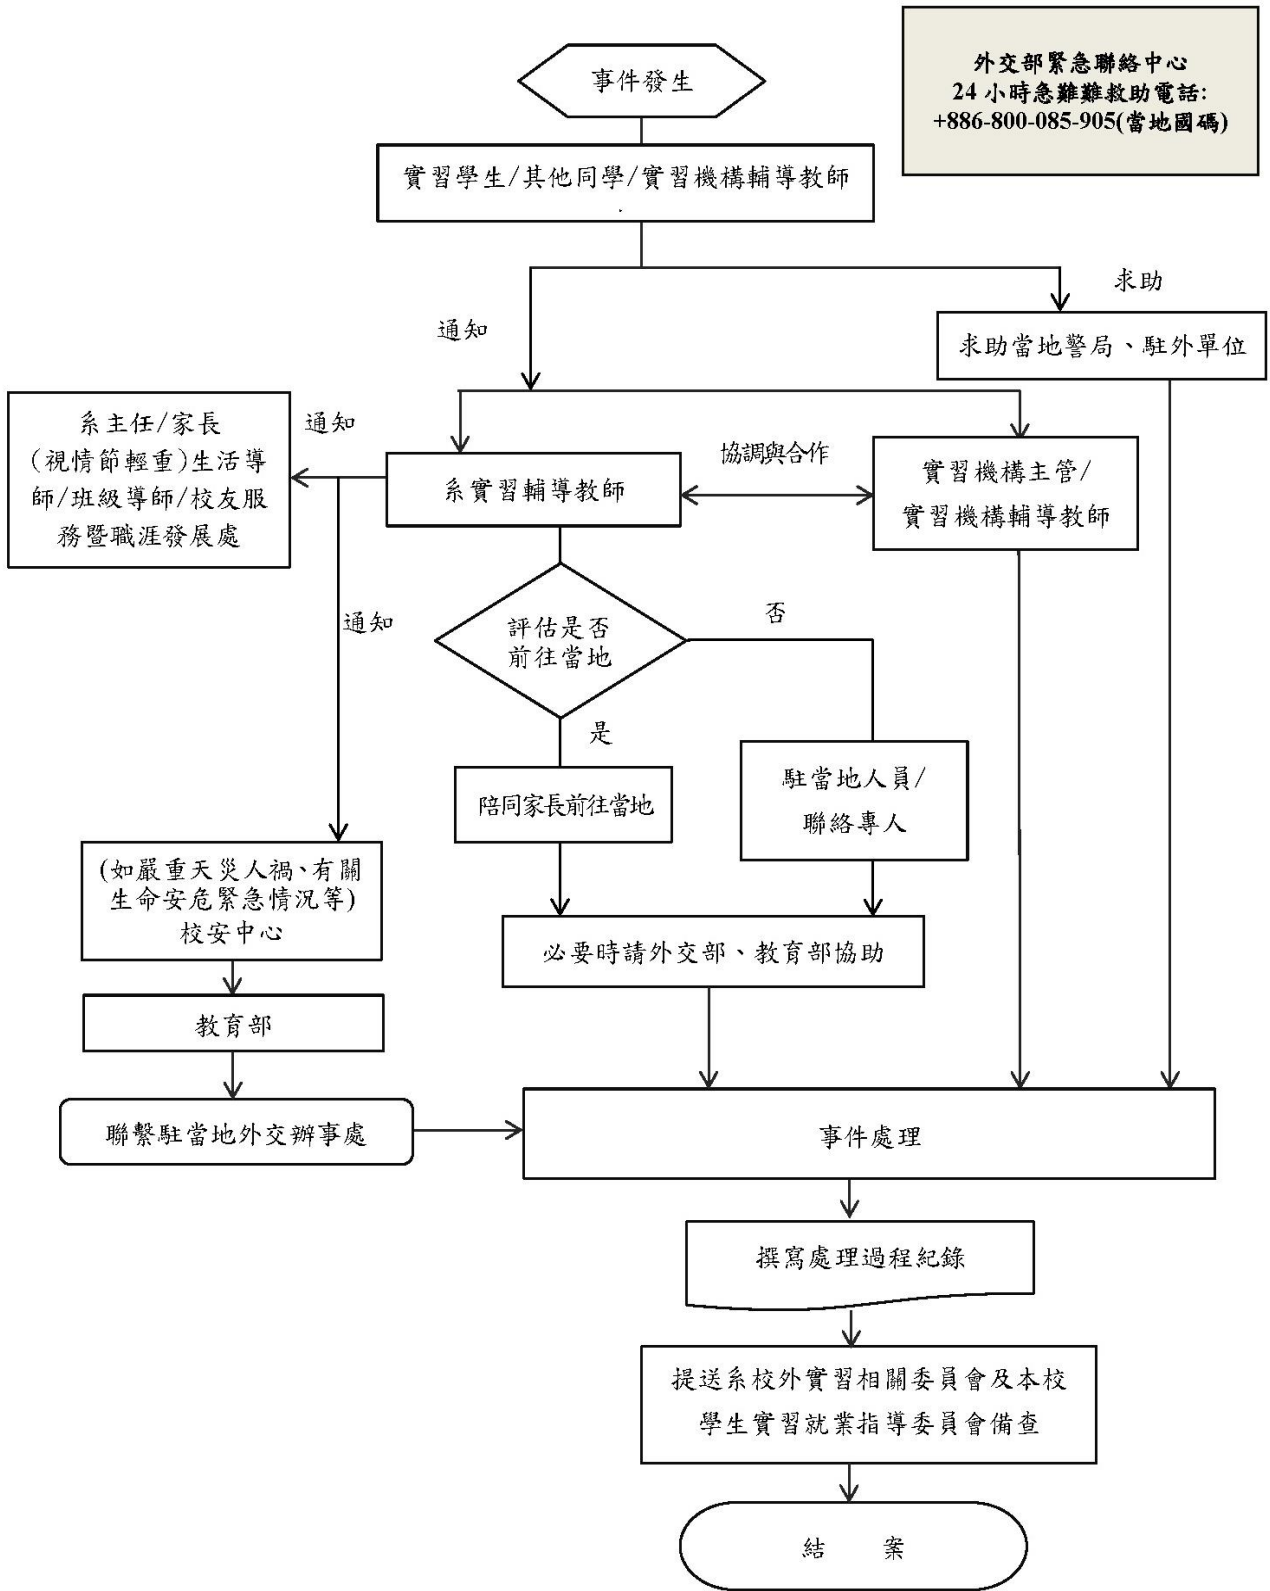 外交部緊急聯絡中心
24 小時急難難救助電話:
+886-800-085-905(當地國碼)
事件發生
實習學生/其他同學/實習機構輔導教師
求助
通知
求助當地警局、駐外單位
系主任/家長
(視情節輕重)生活導
師/班級導師/校友服
務暨職涯發展處
通知
協調與合作
系實習輔導教師
實習機構主管/
實習機構輔導教師
通知
評估是否
前往當地
否
是
陪同家長前往當地
駐當地人員/
聯絡專人
(如嚴重天災人禍、有關
生命安危緊急情況等)
校安中心
必要時請外交部、教育部協助
教育部
聯繫駐當地外交辦事處
事件處理
撰寫處理過程紀錄
提送系校外實習相關委員會及本校
學生實習就業指導委員會備查
結 案